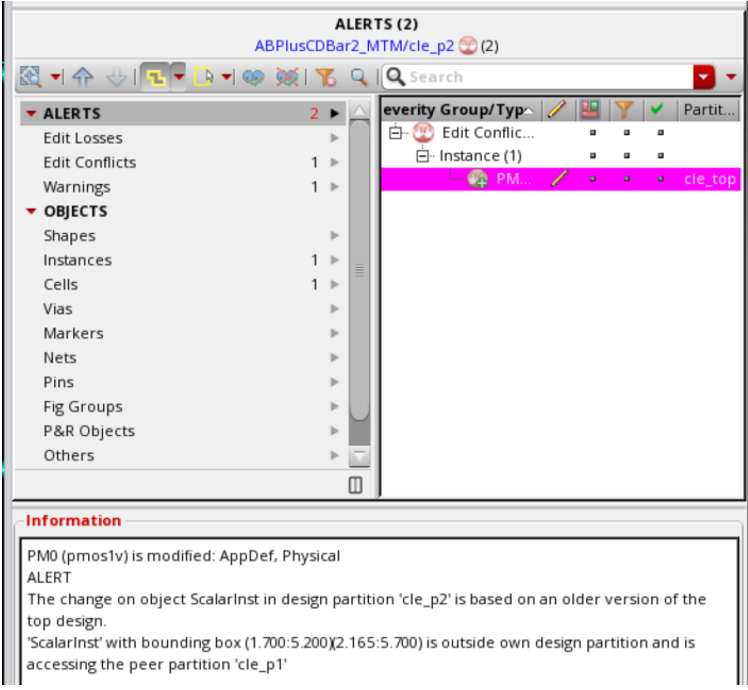 ALERTS (2)
ABPlusCDBar2_MTM/cle_p2 (2)
Search
ALERTS 2
Edit Losses
Edit Conflicts 1
Warnings 1
OBJECTS
Shapes
Instances 1
Cells 1
Vias
Markers
Nets
Pins
Fig Groups
P&R Objects
Others
everity Group/Typ Partit...
Edit Conflic...
Instance (1)
PM... cle_top
Information
PM0 (pmos1v) is modified: AppDef, Physical
ALERT
The change on object ScalarInst in design partition 'cle_p2' is based on an older version of the
top design.
'ScalarInst' with bounding box (1.700:5.200)(2.165:5.700) is outside own design partition and is
accessing the peer partition 'cle_p1'